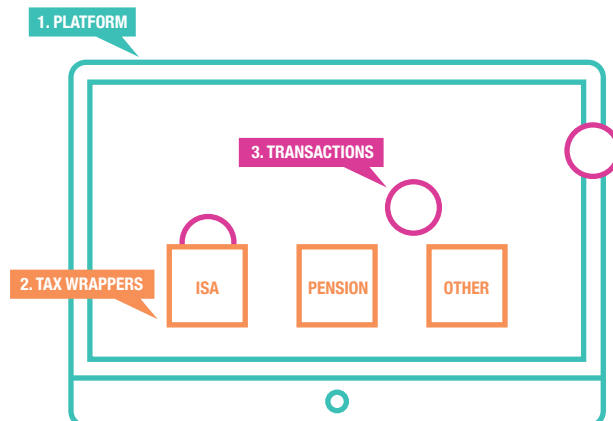 1. PLATFORM
3. TRANSACTIONS
2. TAX WRAPPERS
ISA
PENSION
OTHER